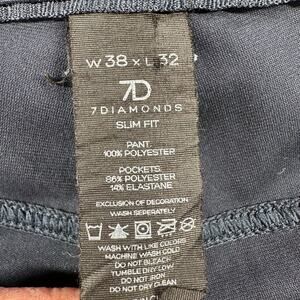 W 38 x L 32
7D
7DIAMONDS
SLIM FIT
PANT:
100% POLYESTER
POCKETS:
86% POLYESTER
14% ELASTANE
EXCLUSION OF DECORATION
WASH SEPERATELY
WASH WITH LIKE COLORS
MACHINE WASH COLD
DO NOT BLEACH
TUMBLE DRY LOW
DO NOT IRON
DO NOT DRY CLEAN